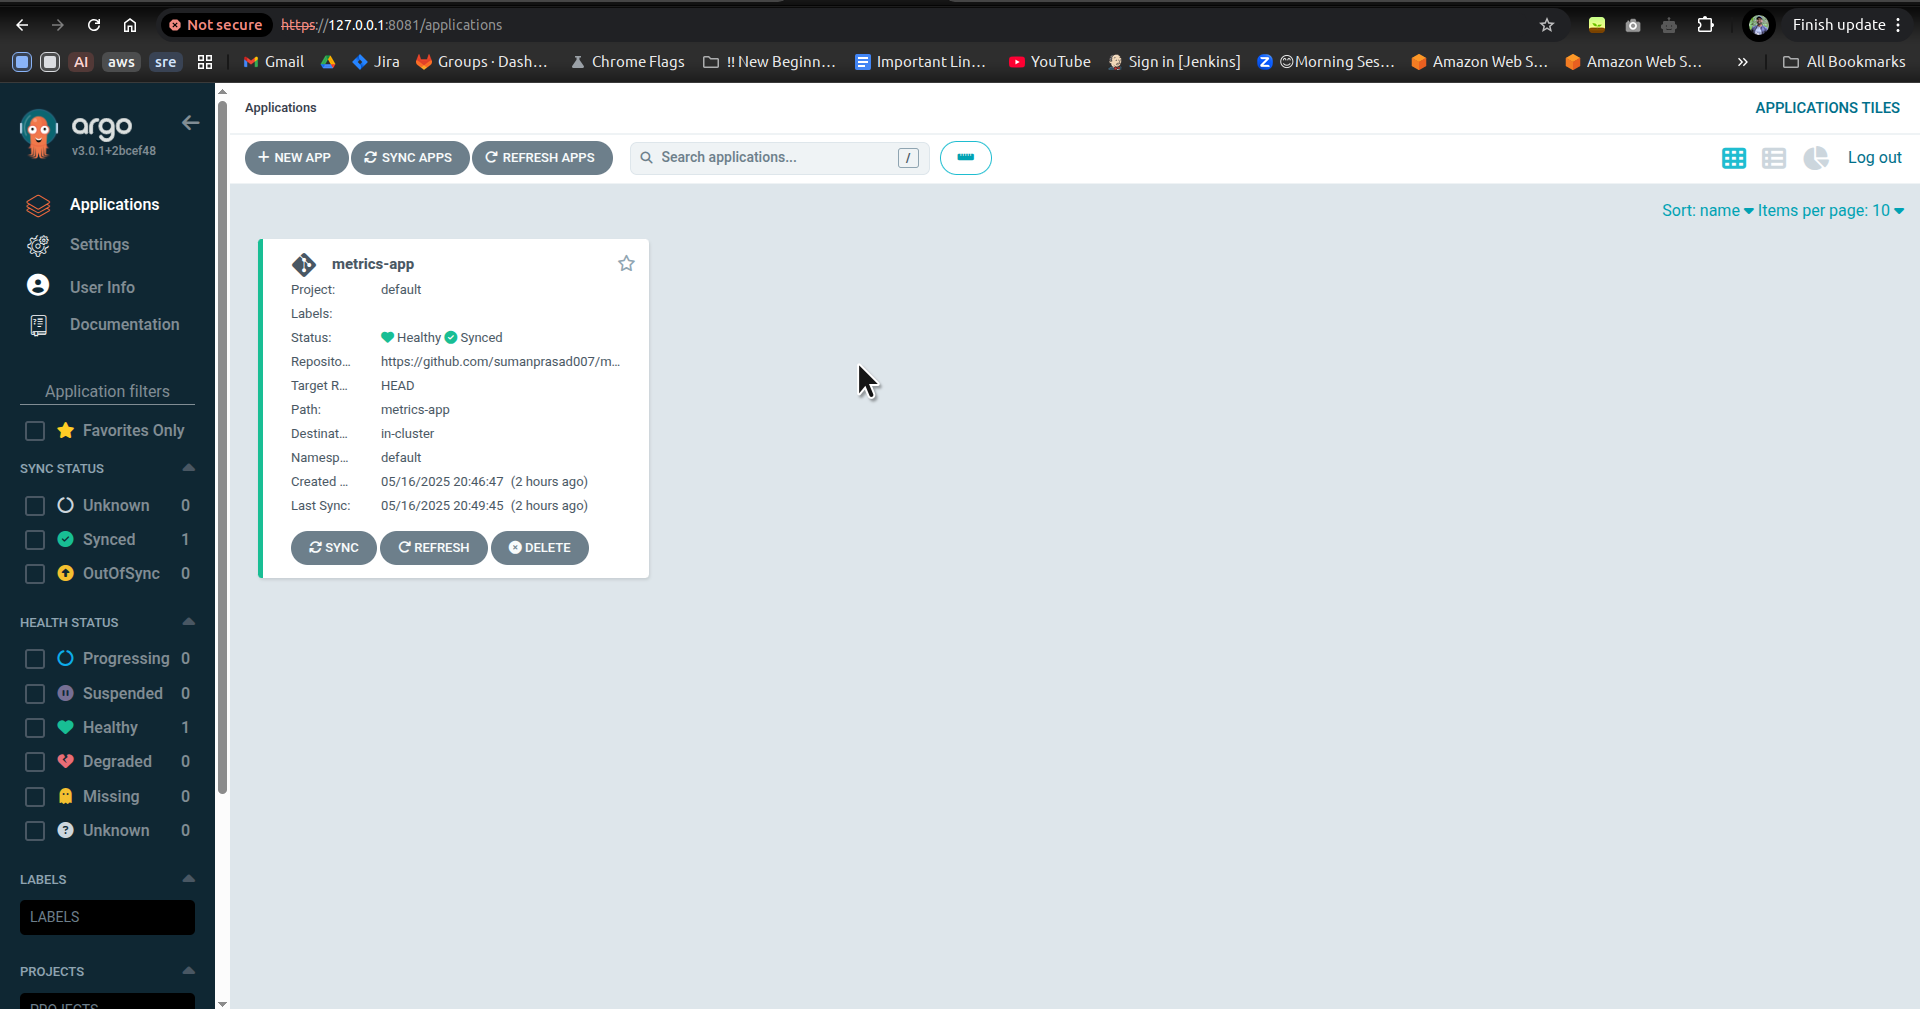 Not secure https://127.0.0.1:8081/applications Finish update
AI aws sre Gmail Jira Groups · Dash... Chrome Flags !! New Beginn... Important Lin... YouTube Sign in [Jenkins] Z 😊Morning Ses... Amazon Web S... Amazon Web S... » All Bookmarks
argo
v3.0.1+2bcef48
Applications
Settings
User Info
Documentation
Application filters
Favorites Only
SYNC STATUS
Unknown 0
Synced 1
OutOfSync 0
HEALTH STATUS
Progressing 0
Suspended 0
Healthy 1
Degraded 0
Missing 0
Unknown 0
LABELS
LABELS
PROJECTS
PROJECTS
Applications APPLICATIONS TILES
+ NEW APP SYNC APPS REFRESH APPS Search applications... / Log out
Sort: name Items per page: 10
metrics-app
Project: default
Labels:
Status: Healthy Synced
Reposito... https://github.com/sumanprasad007/m...
Target R... HEAD
Path: metrics-app
Destinat... in-cluster
Namesp... default
Created ... 05/16/2025 20:46:47 (2 hours ago)
Last Sync: 05/16/2025 20:49:45 (2 hours ago)
SYNC REFRESH DELETE